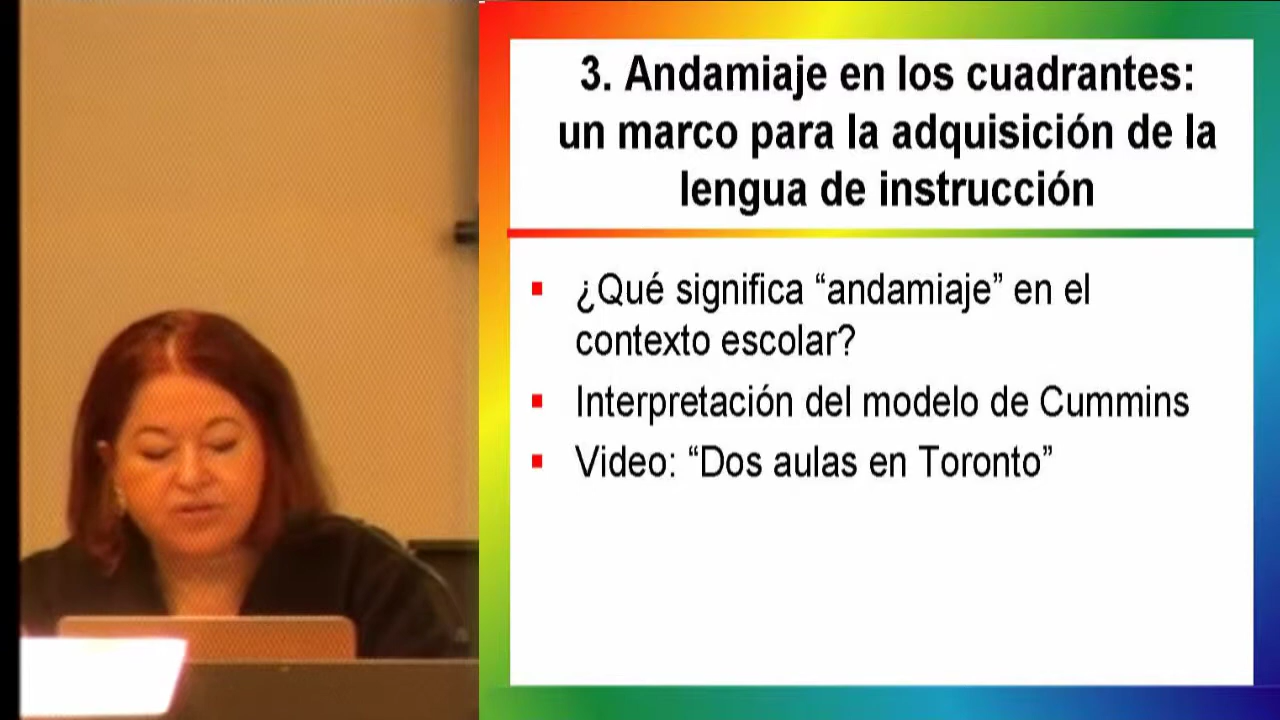 3. Andamiaje en los cuadrantes:
un marco para la adquisición de la
lengua de instrucción
¿Qué significa “andamiaje” en el
contexto escolar?
Interpretación del modelo de Cummins
Video: “Dos aulas en Toronto”